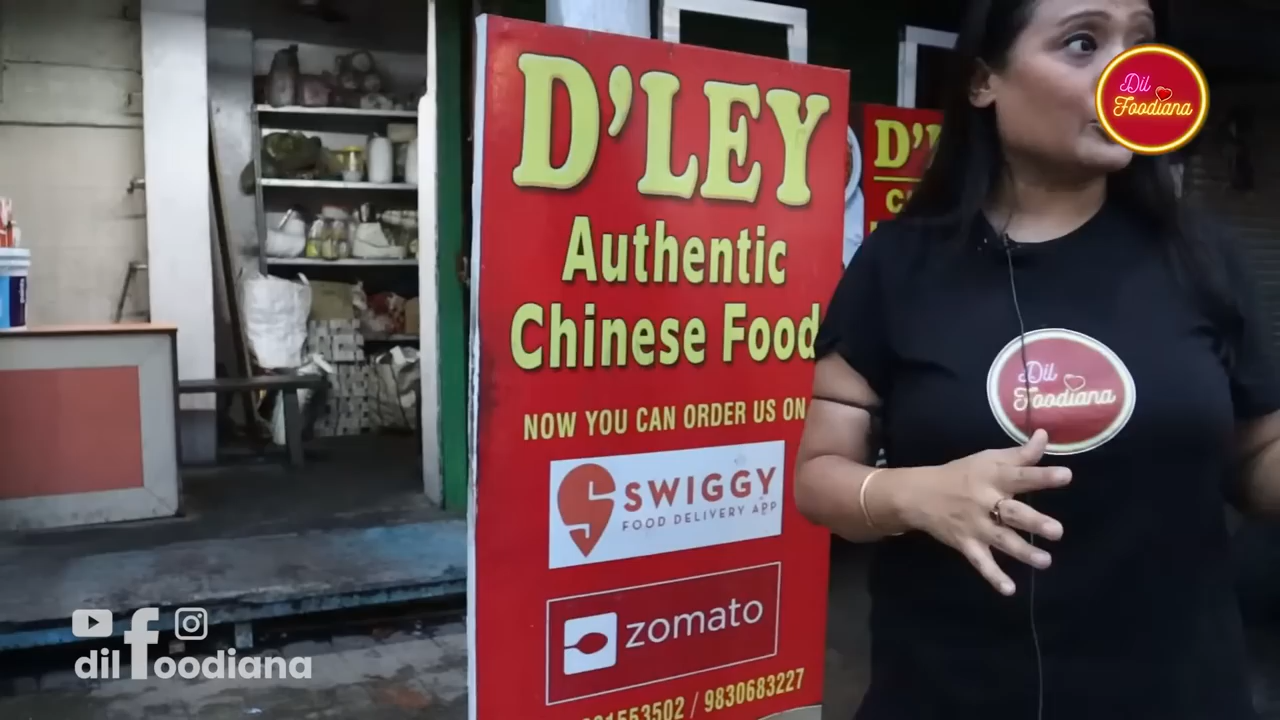 D'LEY
Authentic
Chinese Food
NOW YOU CAN ORDER US ON
SWIGGY
FOOD DELIVERY APP
zomato
9830683227
D'
Dil
Foodiana
Dil
Foodiana
dilfoodiana